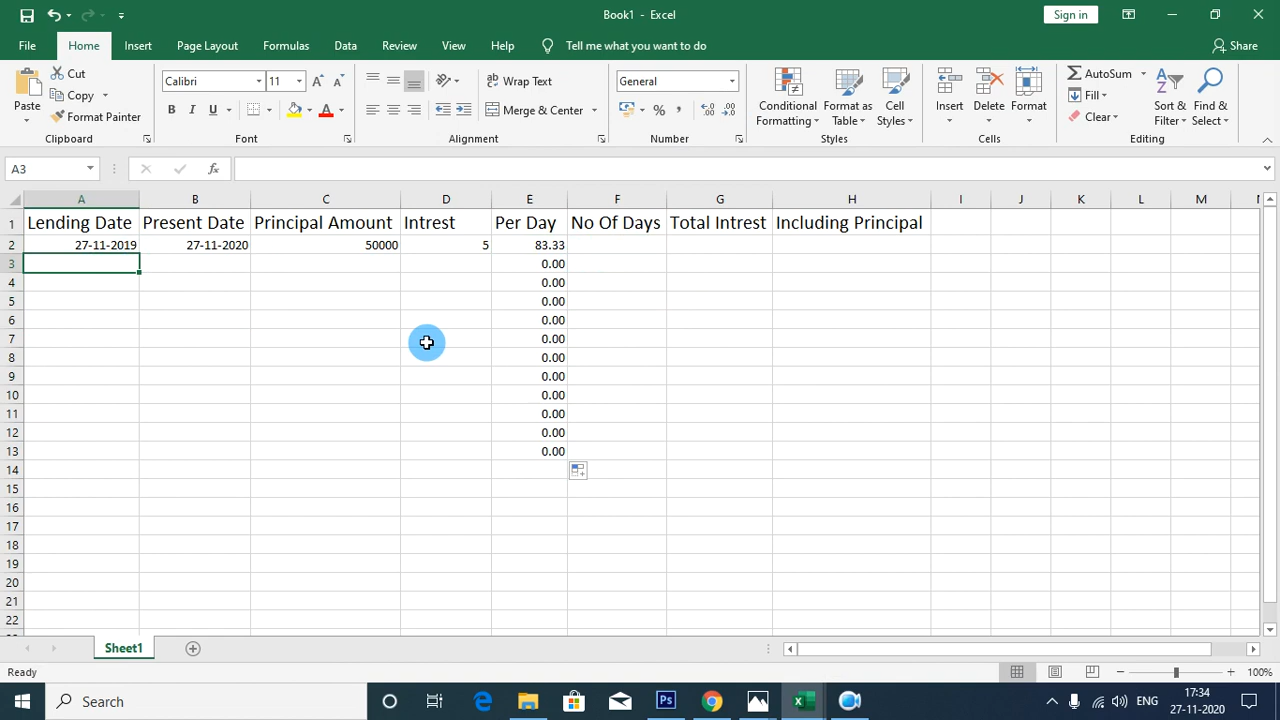 Book1 - Excel
Sign in
File Home Insert Page Layout Formulas Data Review View Help Tell me what you want to do Share
Paste
Cut
Copy
Format Painter
Clipboard
Calibri 11
B I U
Font
Wrap Text
Merge & Center
Alignment
General
Number
Conditional Formatting
Format as Table
Cell Styles
Styles
Insert Delete Format
Cells
AutoSum
Fill
Clear
Sort & Filter
Find & Select
Editing
A3 fx
A B C D E F G H I J K L M
1 Lending Date Present Date Principal Amount Intrest Per Day No Of Days Total Intrest Including Principal
2 27-11-2019 27-11-2020 50000 5 83.33
3 0.00
4 0.00
5 0.00
6 0.00
7 0.00
8 0.00
9 0.00
10 0.00
11 0.00
12 0.00
13 0.00
14
15
16
17
18
19
20
21
22
Sheet1
Ready 100%
Search ENG 17:34
27-11-2020